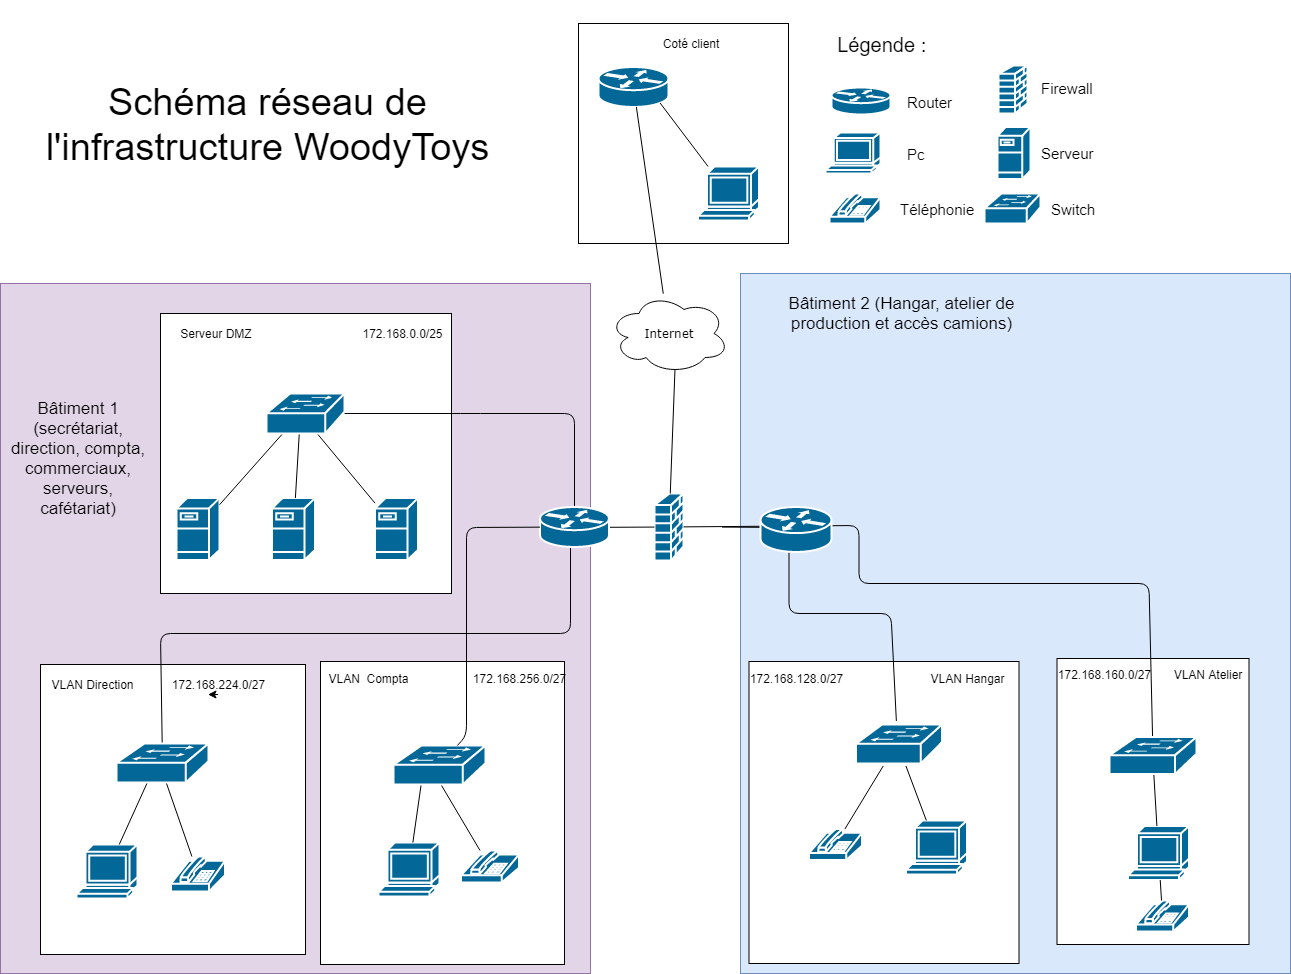 Schéma réseau de
l'infrastructure WoodyToys
Coté client
Légende :
Router
Firewall
Pc
Serveur
Téléphonie
Switch
Internet
Bâtiment 1
(secrétariat,
direction, compta,
commerciaux,
serveurs,
cafétariat)
Serveur DMZ
172.168.0.0/25
VLAN Direction
172.168.224.0/27
VLAN Compta
172.168.256.0/27
Bâtiment 2 (Hangar, atelier de
production et accès camions)
172.168.128.0/27
VLAN Hangar
172.168.160.0/27
VLAN Atelier